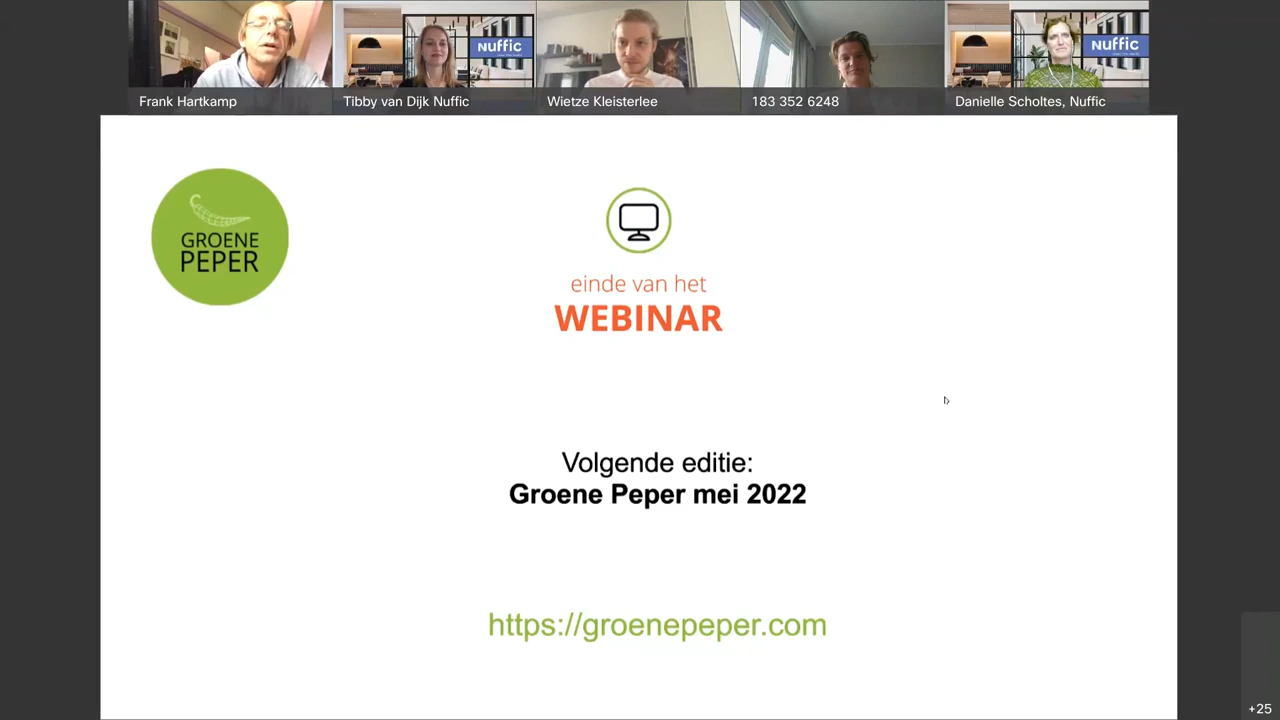 Nuffic
Nuffic
Frank Hartkamp
Tibby van Dijk Nuffic
Wietze Kleisterlee
183 352 6248
Danielle Scholtes, Nuffic
GROENE
PEPER
einde van het
WEBINAR
Volgende editie:
Groene Peper mei 2022
https://groenepeper.com
+25